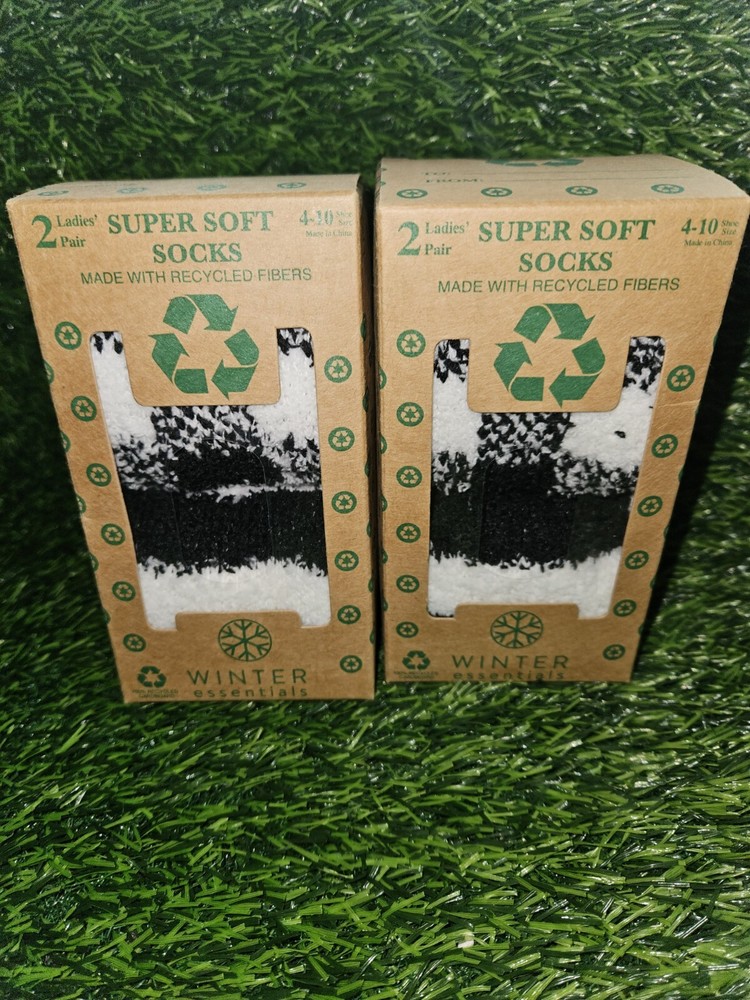 2 Ladies' Pair
SUPER SOFT
SOCKS
4-10 Shoe Size
Made in China
MADE WITH RECYCLED FIBERS
WINTER
essentials
TO:
FROM:
2 Ladies' Pair
SUPER SOFT
SOCKS
4-10 Shoe Size
Made in China
MADE WITH RECYCLED FIBERS
WINTER
essentials